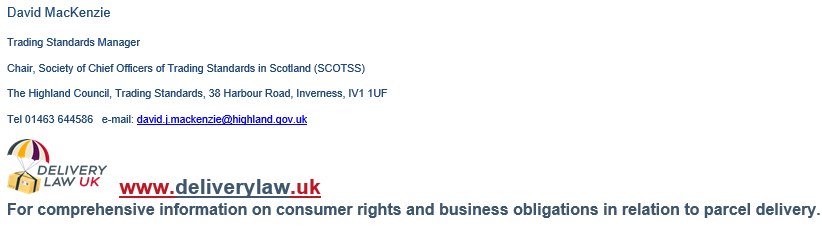 David MacKenzie
Trading Standards Manager
Chair, Society of Chief Officers of Trading Standards in Scotland (SCOTSS)
The Highland Council, Trading Standards, 38 Harbour Road, Inverness, IV1 1UF
Tel 01463 644586 e-mail: david.j.mackenzie@highland.gov.uk
DELIVERY
LAW UK
www.deliverylaw.uk
For comprehensive information on consumer rights and business obligations in relation to parcel delivery.